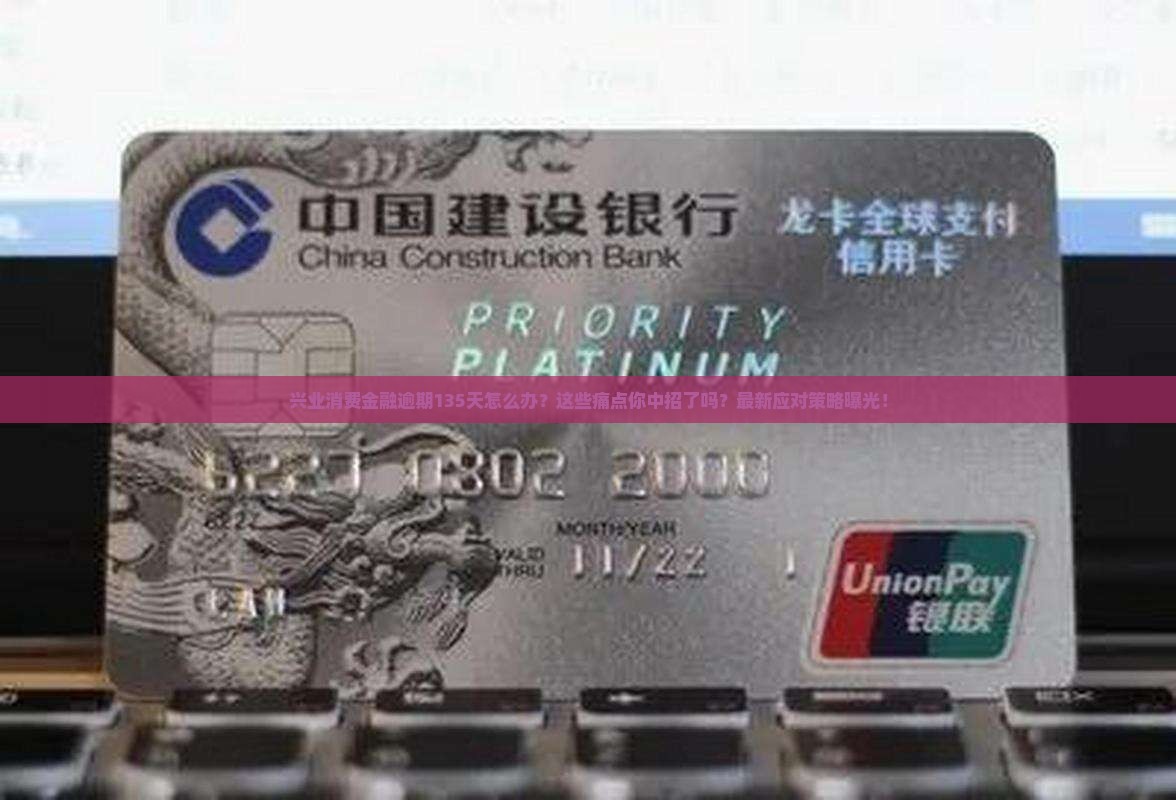 中国建设银行
China Construction Bank
龙卡全球支付
信用卡
PRIORITY
PLATINUM
兴业消费金融逾期135天怎么办？这些痛点你中招了吗？最新应对策略曝光！
6227 0802 2000
MONTH/YEAR
VALID
THRU
11/22
UnionPay
银联